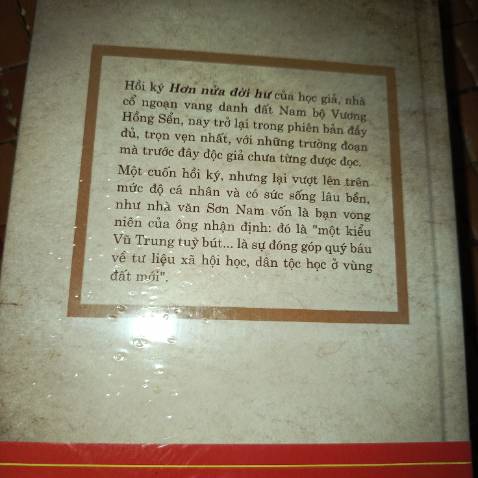 Hồi ký Hơn nửa đời hư của học giả, nhà
cổ ngoạn vang danh đất Nam bộ Vương
Hồng Sển, nay trở lại trong phiên bản đầy
đủ, trọn vẹn nhất, với những trường đoạn
mà trước đây độc giả chưa từng được đọc.
Một cuốn hồi ký, nhưng lại vượt lên trên
mức độ cá nhân và có sức sống lâu bền,
như nhà văn Sơn Nam vốn là bạn vong
niên của ông nhận định: đó là "một kiểu
Vũ Trung tuỳ bút... là sự đóng góp quý báu
về tư liệu xã hội học, dân tộc học ở vùng
đất mới".